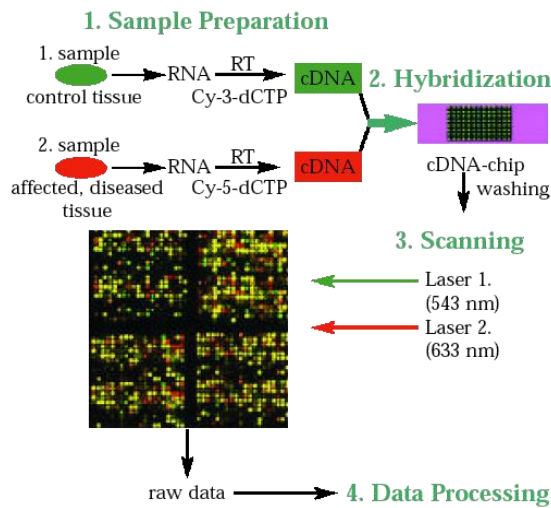 1. Sample Preparation
1. sample
control tissue
RNA
RT
Cy-3-dCTP
cDNA
2. Hybridization
2. sample
affected, diseased
tissue
RNA
RT
Cy-5-dCTP
cDNA
cDNA-chip
washing
3. Scanning
Laser 1.
(543 nm)
Laser 2.
(633 nm)
raw data
4. Data Processing